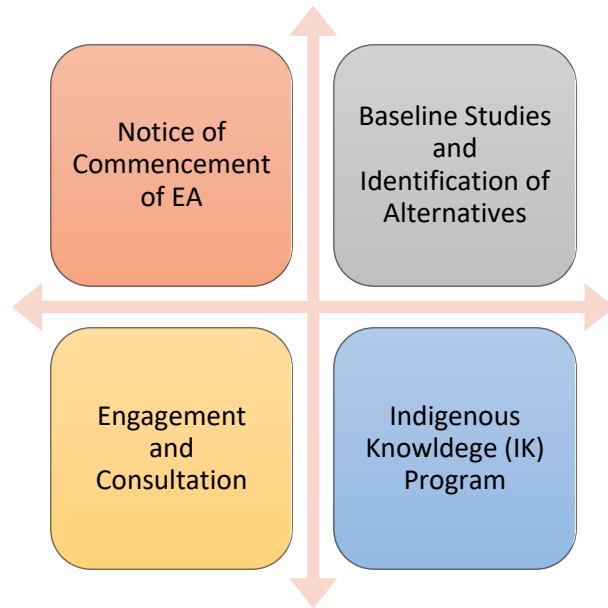 Notice of
Commencement
of EA
Baseline Studies
and
Identification of
Alternatives
Engagement
and
Consultation
Indigenous
Knowldege (IK)
Program